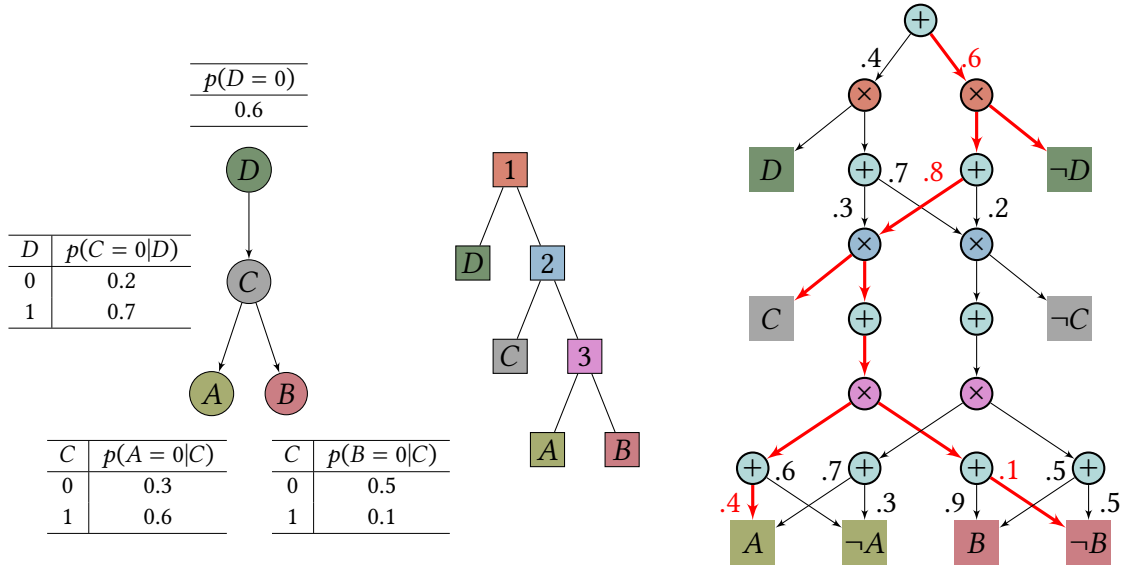 p(D = 0)
0.6
D
D p(C = 0|D)
0 0.2
1 0.7
C
A B
C p(A = 0|C)
0 0.3
1 0.6
C p(B = 0|C)
0 0.5
1 0.1
1
D 2
C 3
A B
+
.4 .6
× ×
D + .7 .8 + ¬D
.3 .2
× ×
C + + ¬C
× ×
+ .6 .7 + + .1 .5 +
.4 .3 .9 .5
A ¬A B ¬B